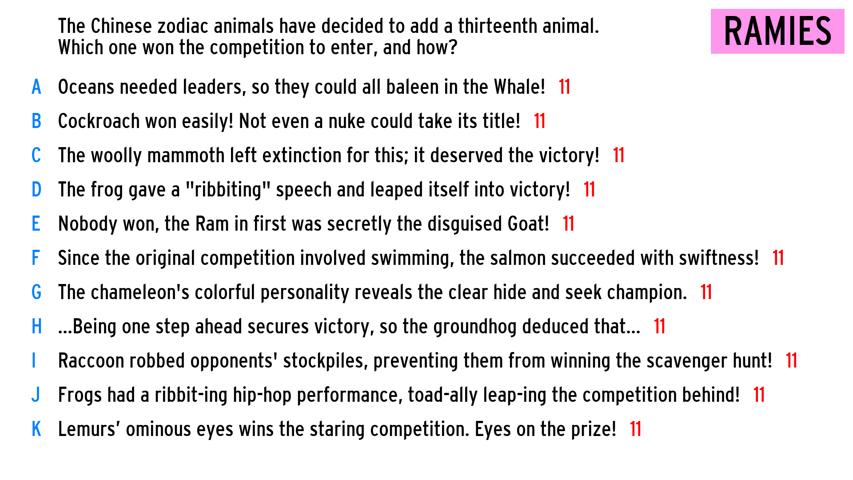 The Chinese zodiac animals have decided to add a thirteenth animal.
Which one won the competition to enter, and how?
RAMIES
A Oceans needed leaders, so they could all baleen in the Whale! 11
B Cockroach won easily! Not even a nuke could take its title! 11
C The woolly mammoth left extinction for this; it deserved the victory! 11
D The frog gave a "ribbiting" speech and leaped itself into victory! 11
E Nobody won, the Ram in first was secretly the disguised Goat! 11
F Since the original competition involved swimming, the salmon succeeded with swiftness! 11
G The chameleon's colorful personality reveals the clear hide and seek champion. 11
H ...Being one step ahead secures victory, so the groundhog deduced that... 11
I Raccoon robbed opponents' stockpiles, preventing them from winning the scavenger hunt! 11
J Frogs had a ribbit-ing hip-hop performance, toad-ally leap-ing the competition behind! 11
K Lemurs’ ominous eyes wins the staring competition. Eyes on the prize! 11